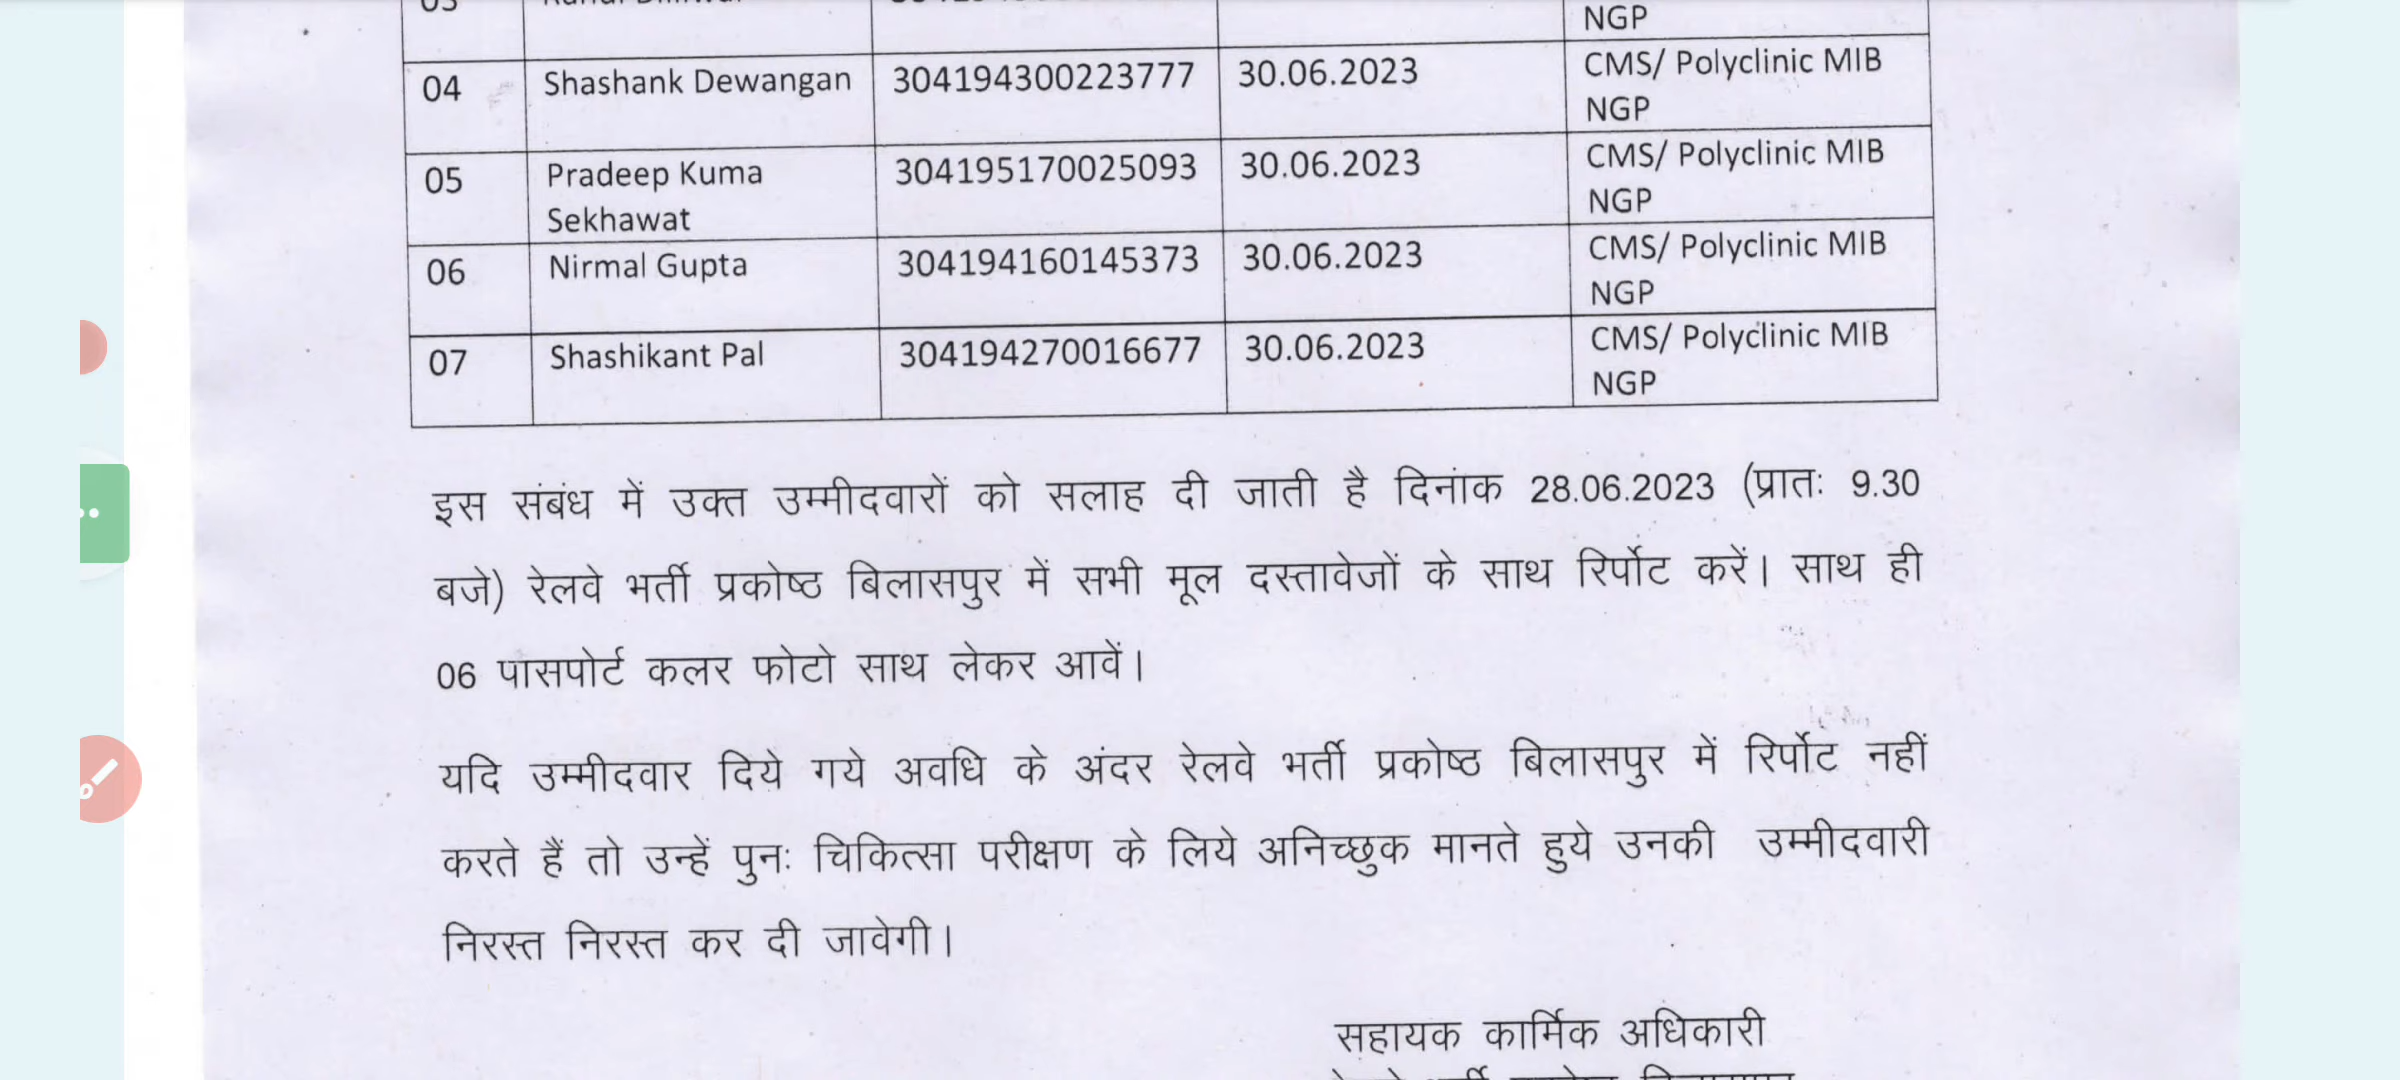 NGP
04 Shashank Dewangan 304194300223777 30.06.2023 CMS/ Polyclinic MIB
NGP
05 Pradeep Kuma 304195170025093 30.06.2023 CMS/ Polyclinic MIB
Sekhawat NGP
06 Nirmal Gupta 304194160145373 30.06.2023 CMS/ Polyclinic MIB
NGP
07 Shashikant Pal 304194270016677 30.06.2023 CMS/ Polyclinic MIB
NGP
इस संबंध में उक्त उम्मीदवारों को सलाह दी जाती है दिनांक 28.06.2023 (प्रातः 9.30
बजे) रेलवे भर्ती प्रकोष्ठ बिलासपुर में सभी मूल दस्तावेजों के साथ रिर्पोट करें। साथ ही
06 पासपोर्ट कलर फोटो साथ लेकर आवें।
यदि उम्मीदवार दिये गये अवधि के अंदर रेलवे भर्ती प्रकोष्ठ बिलासपुर में रिर्पोट नहीं
करते हैं तो उन्हें पुनः चिकित्सा परीक्षण के लिये अनिच्छुक मानते हुये उनकी उम्मीदवारी
निरस्त निरस्त कर दी जावेगी।
सहायक कार्मिक अधिकारी